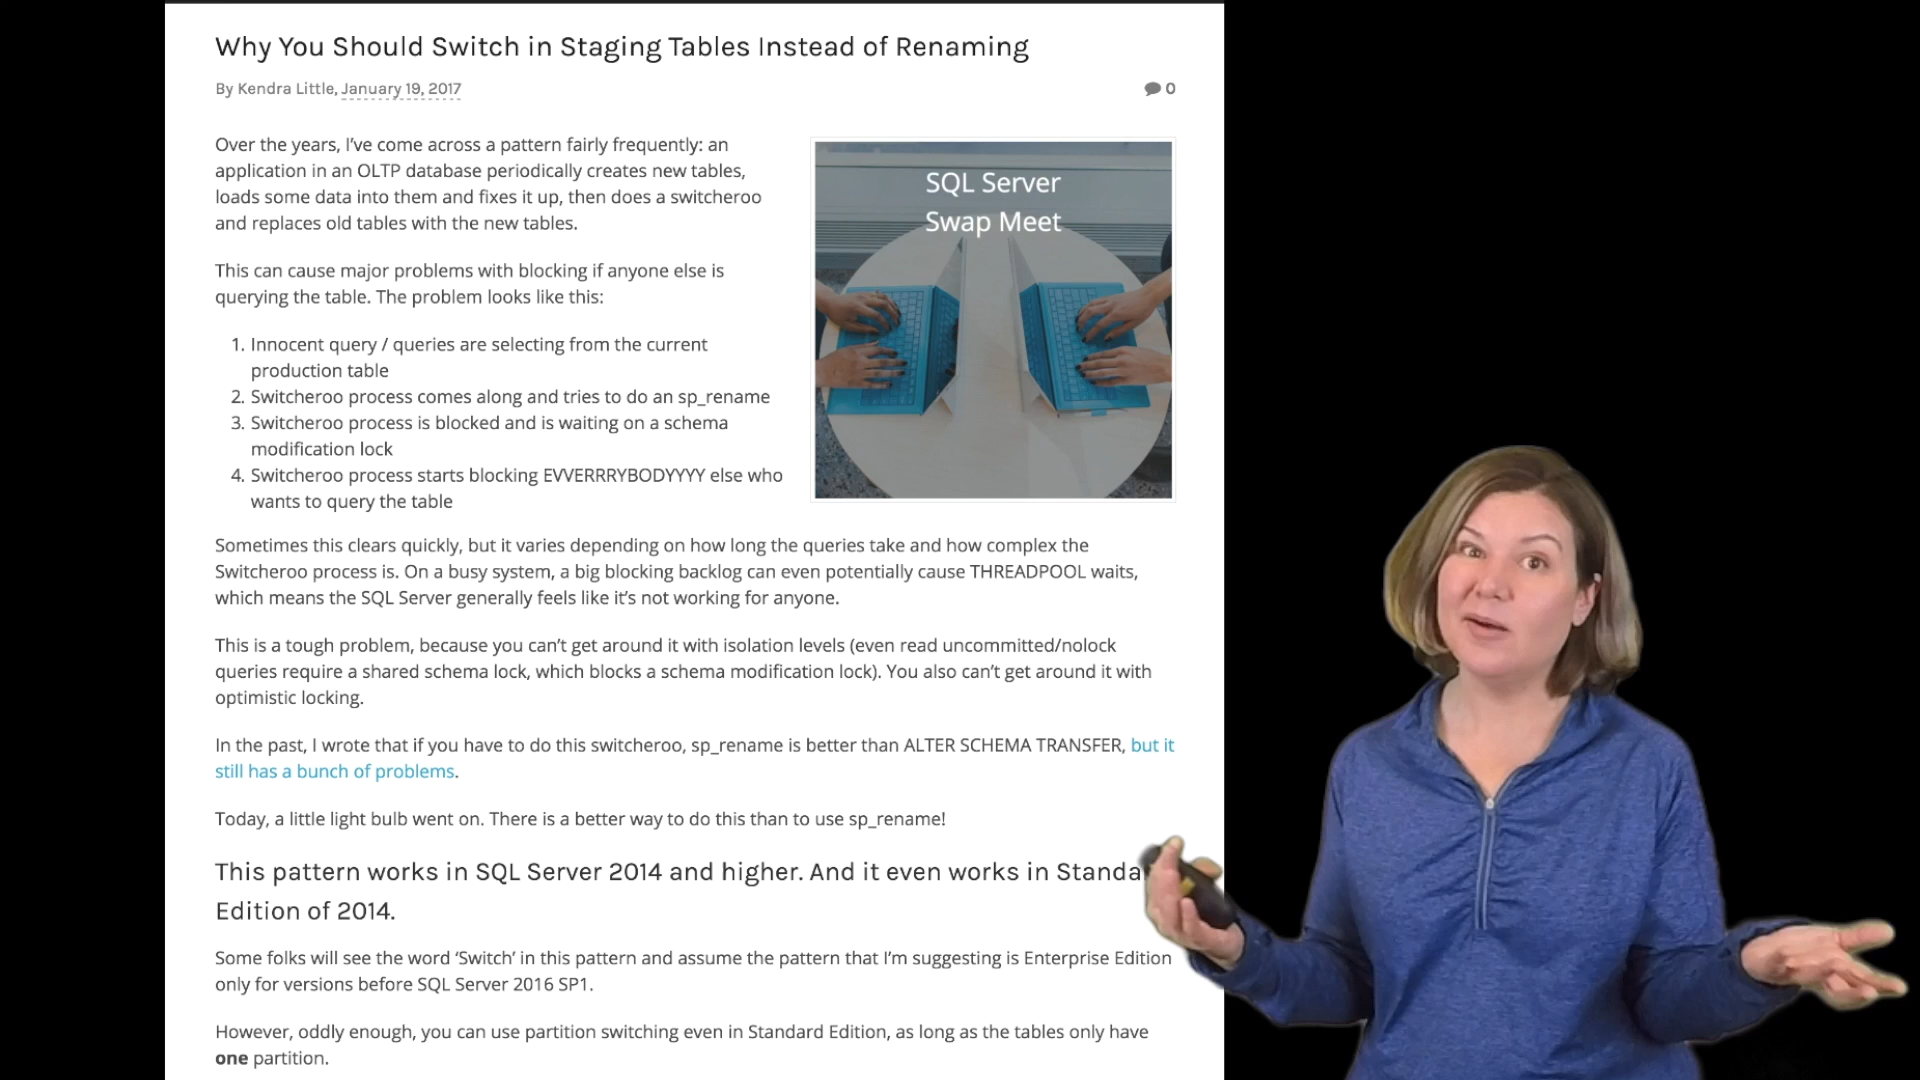 Why You Should Switch in Staging Tables Instead of Renaming
By Kendra Little, January 19, 2017
0
Over the years, I've come across a pattern fairly frequently: an
application in an OLTP database periodically creates new tables,
loads some data into them and fixes it up, then does a switcheroo
and replaces old tables with the new tables.
This can cause major problems with blocking if anyone else is
querying the table. The problem looks like this:
1. Innocent query / queries are selecting from the current
production table
2. Switcheroo process comes along and tries to do an sp_rename
3. Switcheroo process is blocked and is waiting on a schema
modification lock
4. Switcheroo process starts blocking EVVERRRYBODYYYY else who
wants to query the table
SQL Server
Swap Meet
Sometimes this clears quickly, but it varies depending on how long the queries take and how complex the
Switcheroo process is. On a busy system, a big blocking backlog can even potentially cause THREADPOOL waits,
which means the SQL Server generally feels like it's not working for anyone.
This is a tough problem, because you can't get around it with isolation levels (even read uncommitted/nolock
queries require a shared schema lock, which blocks a schema modification lock). You also can't get around it with
optimistic locking.
In the past, I wrote that if you have to do this switcheroo, sp_rename is better than ALTER SCHEMA TRANSFER, but it
still has a bunch of problems.
Today, a little light bulb went on. There is a better way to do this than to use sp_rename!
This pattern works in SQL Server 2014 and higher. And it even works in Standa
Edition of 2014.
Some folks will see the word 'Switch' in this pattern and assume the pattern that I'm suggesting is Enterprise Edition
only for versions before SQL Server 2016 SP1.
However, oddly enough, you can use partition switching even in Standard Edition, as long as the tables only have
one partition.